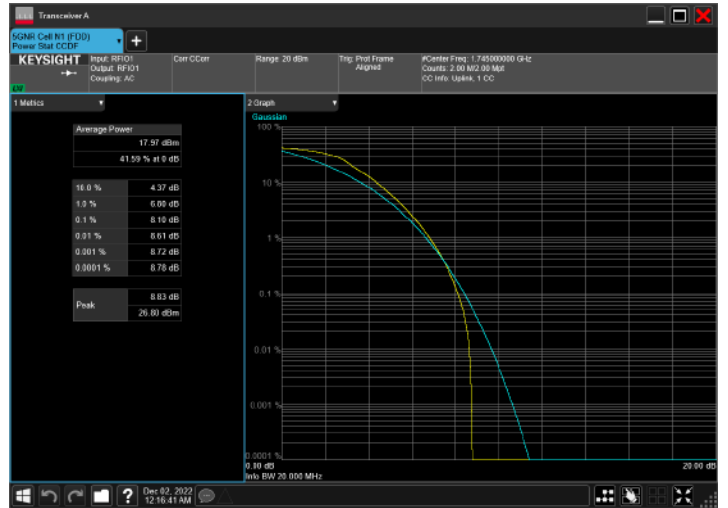 Transceiver A
5GNR Cell N1 (FDD)
Power Stat CCDF
KEYSIGHT
Input: RFIO1
Output: RFIO1
Coupling: AC
Corr CCorr
Range: 20 dBm
Trig: Prot Frame
Aligned
#Center Freq: 1.745000000 GHz
Counts: 2.00 M/2.00 Mpt
CC Info: Uplink, 1 CC
1 Metrics
Average Power
17.97 dBm
41.59 % at 0 dB
10.0 % 4.37 dB
1.0 % 6.80 dB
0.1 % 8.10 dB
0.01 % 8.61 dB
0.001 % 8.72 dB
0.0001 % 8.78 dB
Peak
8.83 dB
26.80 dBm
2 Graph
Gaussian
100 %
10 %
1 %
0.1 %
0.01 %
0.001 %
0.0001 %
0.00 dB
20.00 dB
Info BW 20.000 MHz
?
Dec 02, 2022
12:16:41 AM